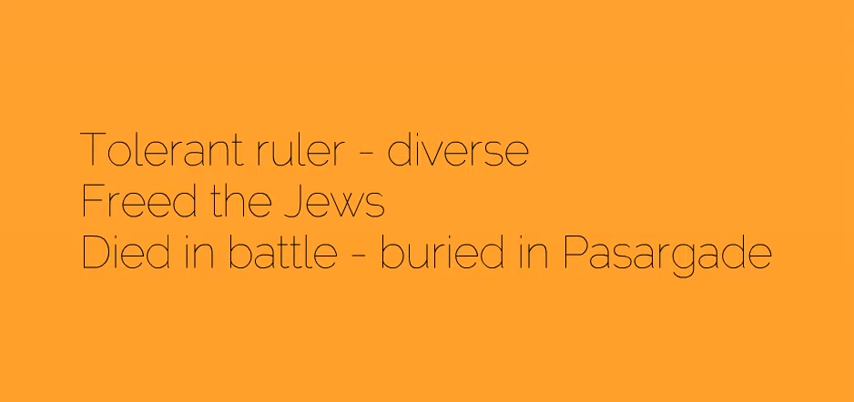 Tolerant ruler - diverse
Freed the Jews
Died in battle - buried in Pasargade